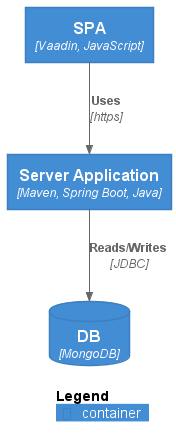 SPA
[Vaadin, JavaScript]
Uses
[https]
Server Application
[Maven, Spring Boot, Java]
Reads/Writes
[JDBC]
DB
[MongoDB]
Legend
container